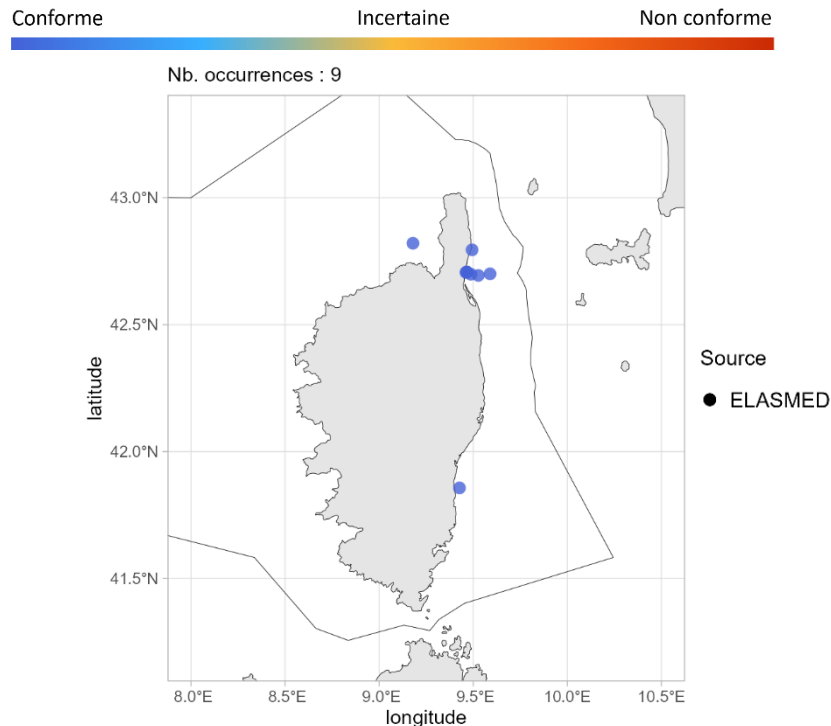 Conforme Incertaine Non conforme
Nb. occurrences : 9
43.0°N
42.5°N
42.0°N
41.5°N
latitude
8.0°E 8.5°E 9.0°E 9.5°E 10.0°E 10.5°E
longitude
Source
ELASMED